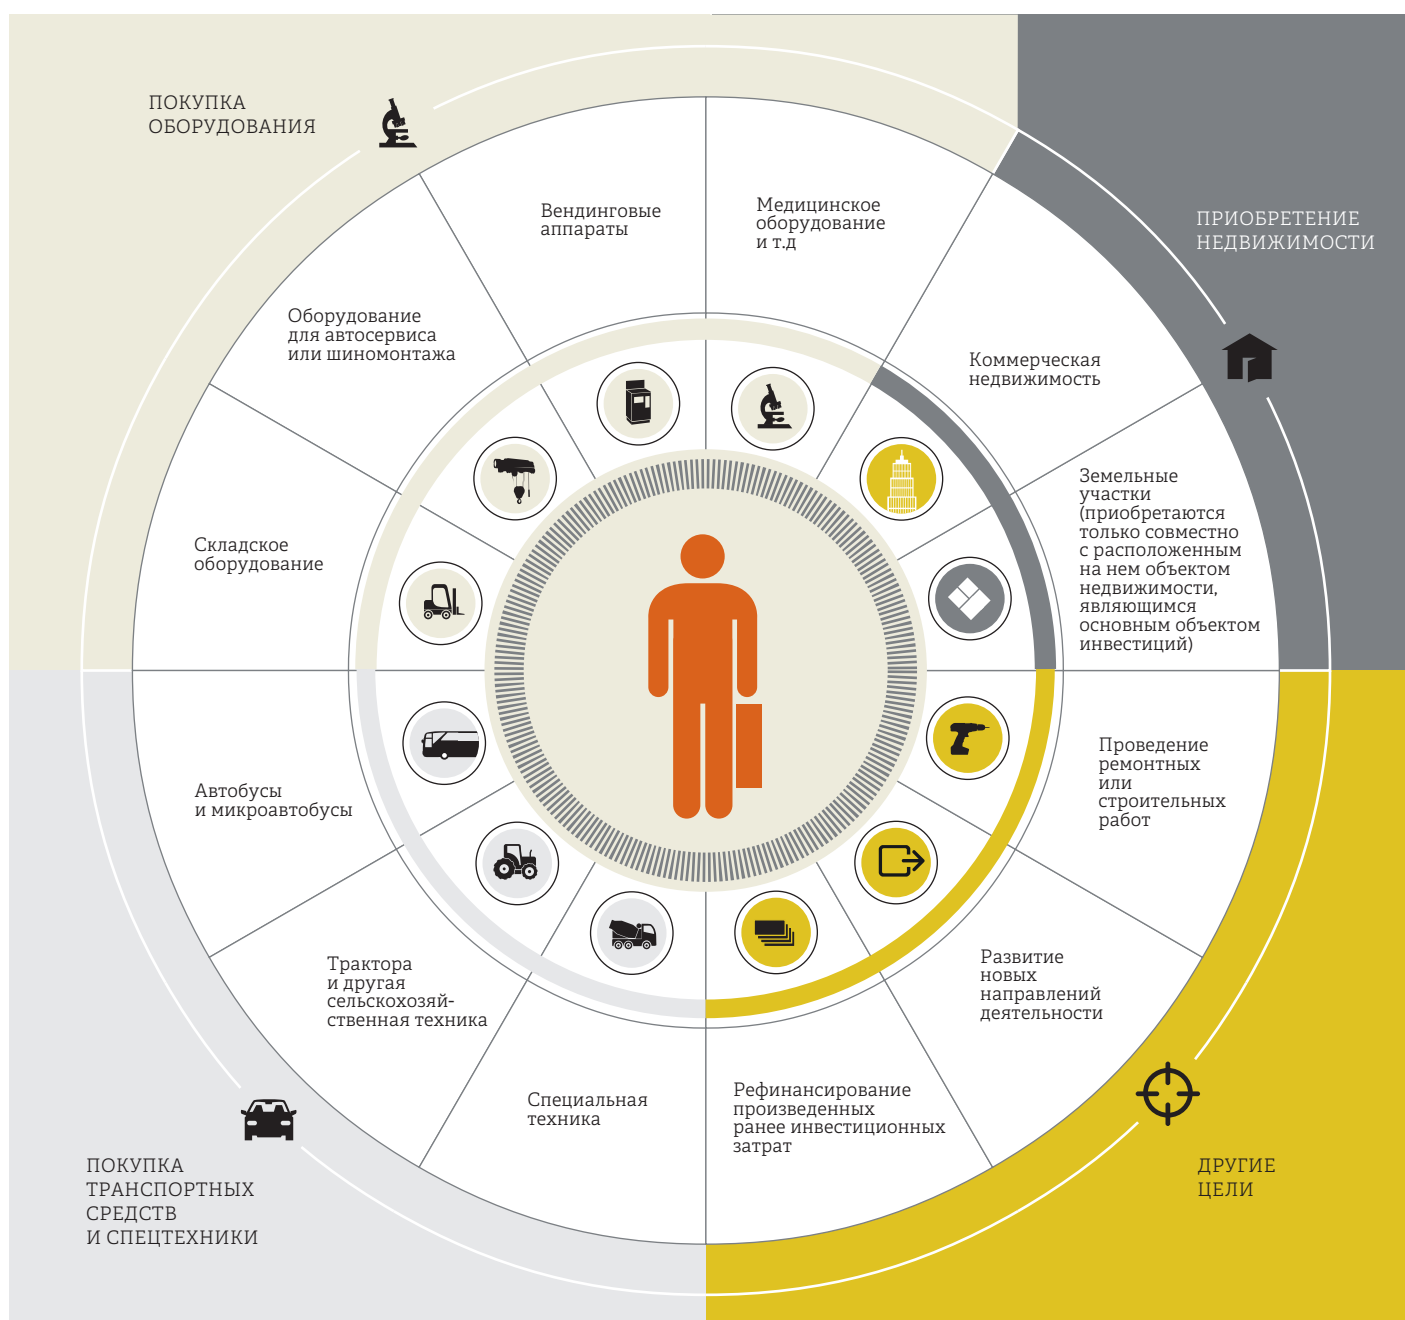 ПОКУПКА
ОБОРУДОВАНИЯ
Вендинговые
аппараты
Медицинское
оборудование
и т.д
ПРИОБРЕТЕНИЕ
НЕДВИЖИМОСТИ
Оборудование
для автосервиса
или шиномонтажа
Коммерческая
недвижимость
Земельные
участки
(приобретаются
только совместно
с расположенным
на нем объектом
недвижимости,
являющимся
основным объектом
инвестиций)
Складское
оборудование
Автобусы
и микроавтобусы
Проведение
ремонтных
или
строительных
работ
Трактора
и другая
сельскохозяй-
ственная техника
Развитие
новых
направлений
деятельности
Специальная
техника
Рефинансирование
произведенных
ранее инвестиционных
затрат
ПОКУПКА
ТРАНСПОРТНЫХ
СРЕДСТВ
И СПЕЦТЕХНИКИ
ДРУГИЕ
ЦЕЛИ